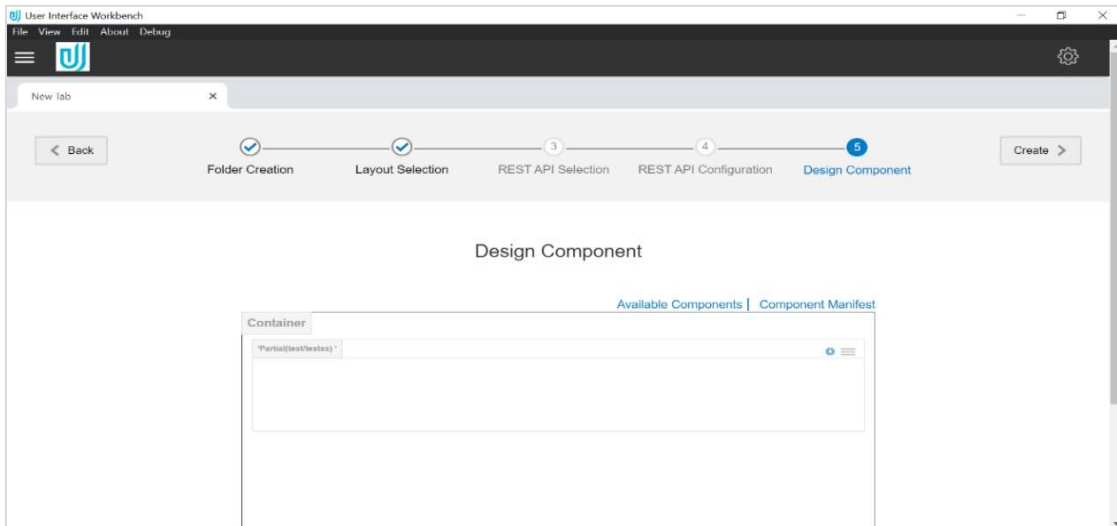 User Interface Workbench
File View Edit About Debug
New Tab
Back
3
4
5
Create
Folder Creation
Layout Selection
REST API Selection
REST API Configuration
Design Component
Design Component
Available Components | Component Manifest
Container
'Partial(test/testss) '